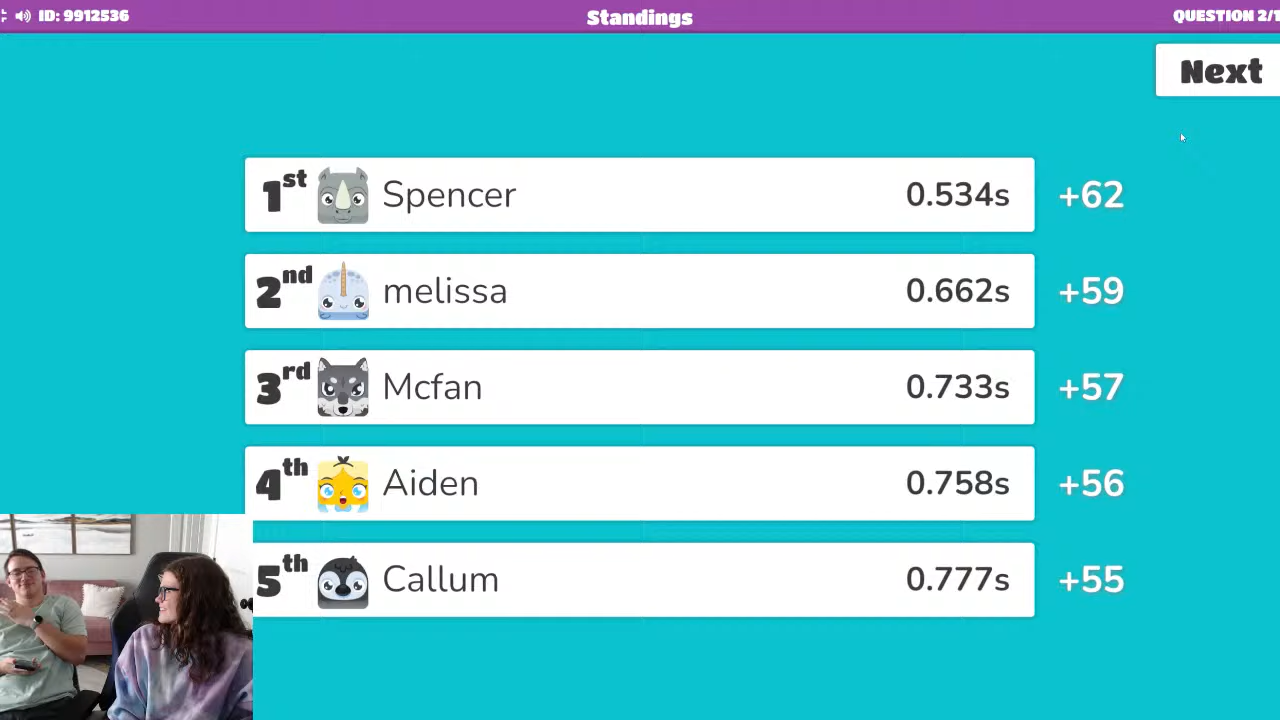 ID: 9912536
Standings
QUESTION 2/1
Next
1st Spencer 0.534s +62
2nd melissa 0.662s +59
3rd Mcfan 0.733s +57
4th Aiden 0.758s +56
5th Callum 0.777s +55